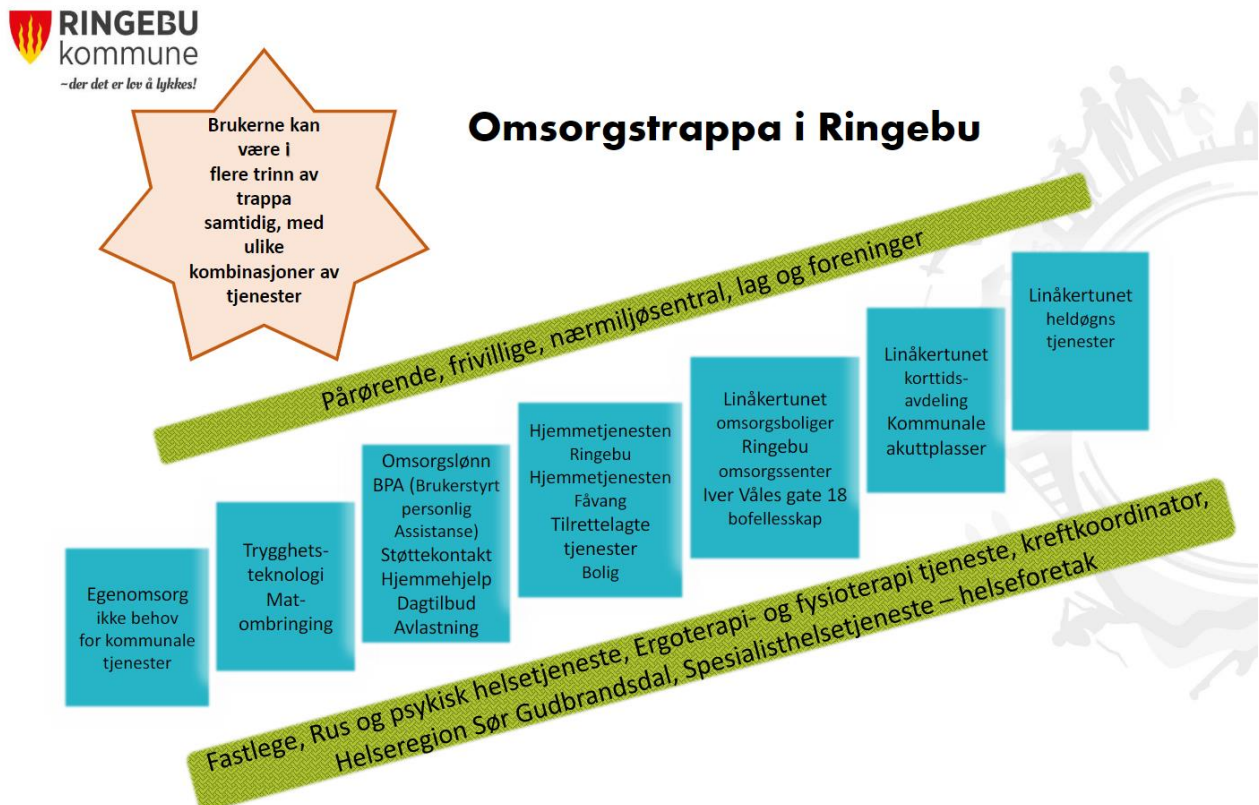 RINGEBU
kommune
~der det er lov å lykkes!
Brukerne kan
være i
flere trinn av
trappa
samtidig, med
ulike
kombinasjoner av
tjenester
Omsorgstrappa i Ringebu
Pårørende, frivillige, nærmiljøsentral, lag og foreninger
Egenomsorg
ikke behov
for kommunale
tjenester
Trygghets-
teknologi
Mat-
ombringing
Omsorgslønn
BPA (Brukerstyrt
personlig
Assistanse)
Støttekontakt
Hjemmehjelp
Dagtilbud
Avlastning
Hjemmetjenesten
Ringebu
Hjemmetjenesten
Fåvang
Tilrettelagte
tjenester
Bolig
Linåkertunet
omsorgsboliger
Ringebu
omsorgssenter
Iver Våles gate 18
bofellesskap
Linåkertunet
korttids-
avdeling
Kommunale
akuttplasser
Linåkertunet
heldøgns
tjenester
Fastlege, Rus og psykisk helsetjeneste, Ergoterapi- og fysioterapi tjeneste, kreftkoordinator,
Helseregion Sør Gudbrandsdal, Spesialisthelsetjeneste – helseforetak